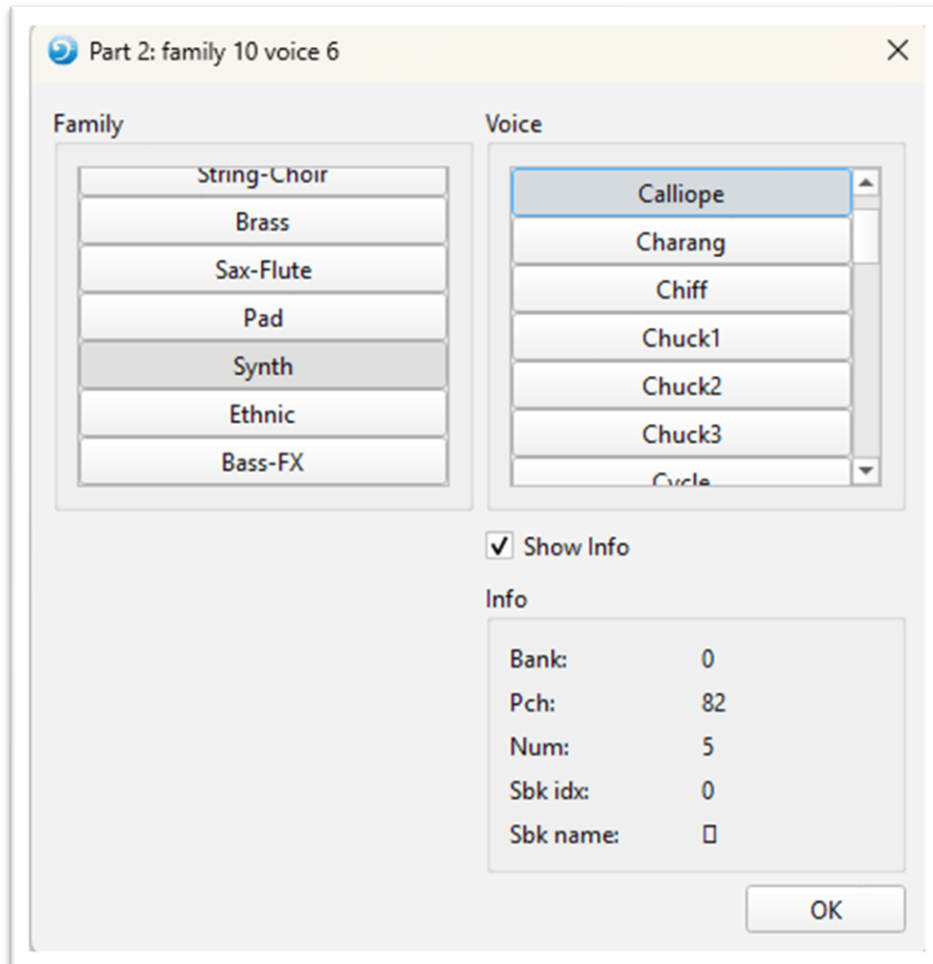 Part 2: family 10 voice 6
Family
String-Choir
Brass
Sax-Flute
Pad
Synth
Ethnic
Bass-FX
Voice
Calliope
Charang
Chiff
Chuck1
Chuck2
Chuck3
Cycle
Show Info
Info
Bank: 0
Pch: 82
Num: 5
Sbk idx: 0
Sbk name: ▯
OK